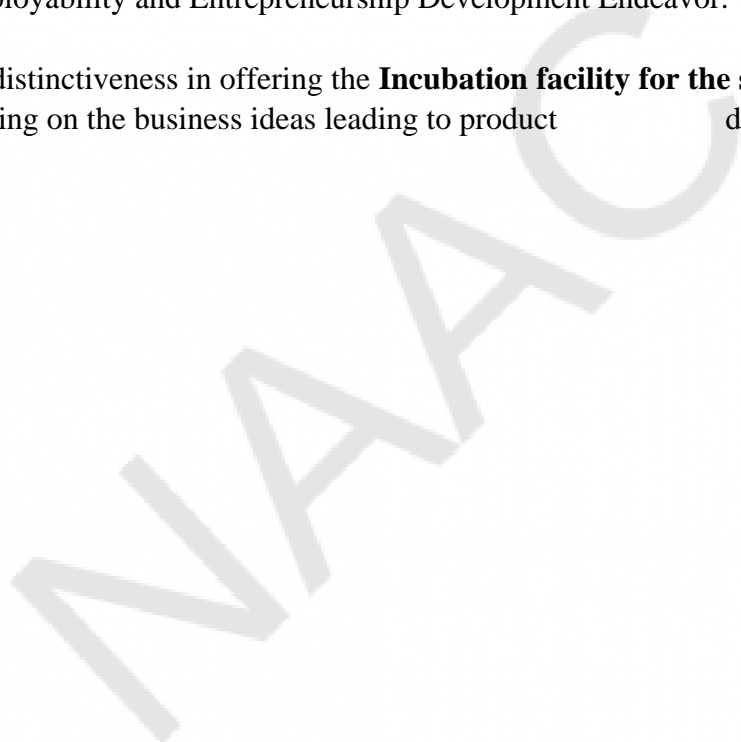 loyability and Entrepreneurship Development Endeavor.
distinctiveness in offering the Incubation facility for the s
ing on the business ideas leading to product d
NAAC